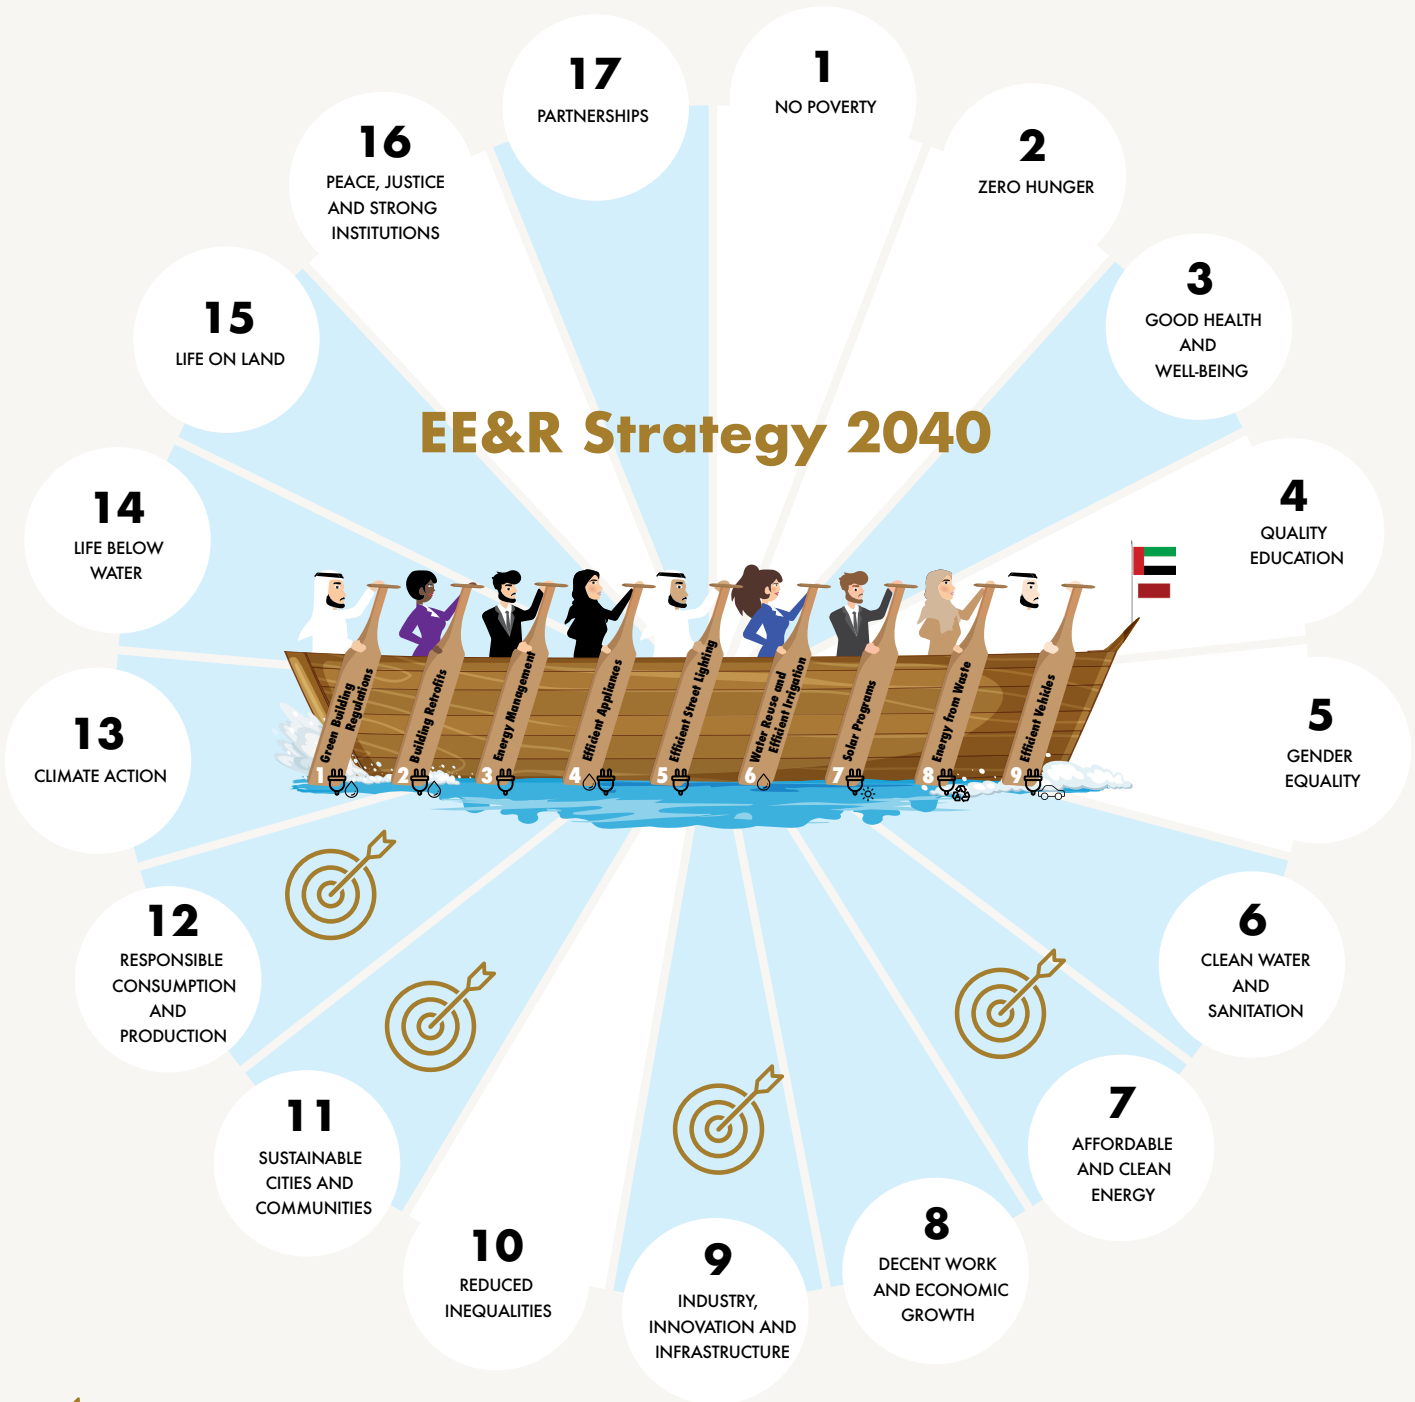 17
PARTNERSHIPS
1
NO POVERTY
16
PEACE, JUSTICE
AND STRONG
INSTITUTIONS
2
ZERO HUNGER
15
LIFE ON LAND
3
GOOD HEALTH
AND
WELL-BEING
EE&R Strategy 2040
14
LIFE BELOW
WATER
4
QUALITY
EDUCATION
13
CLIMATE ACTION
5
GENDER
EQUALITY
1 Green Building
Regulations
2 Building Retrofits
3 Energy Management
4 Efficient Appliances
5 Efficient Street Lighting
6 Water Reuse and
Efficient Irrigation
7 Solar Programs
8 Energy from Waste
9 Efficient Vehicles
12
RESPONSIBLE
CONSUMPTION
AND
PRODUCTION
6
CLEAN WATER
AND
SANITATION
11
SUSTAINABLE
CITIES AND
COMMUNITIES
7
AFFORDABLE
AND CLEAN
ENERGY
10
REDUCED
INEQUALITIES
9
INDUSTRY,
INNOVATION AND
INFRASTRUCTURE
8
DECENT WORK
AND ECONOMIC
GROWTH